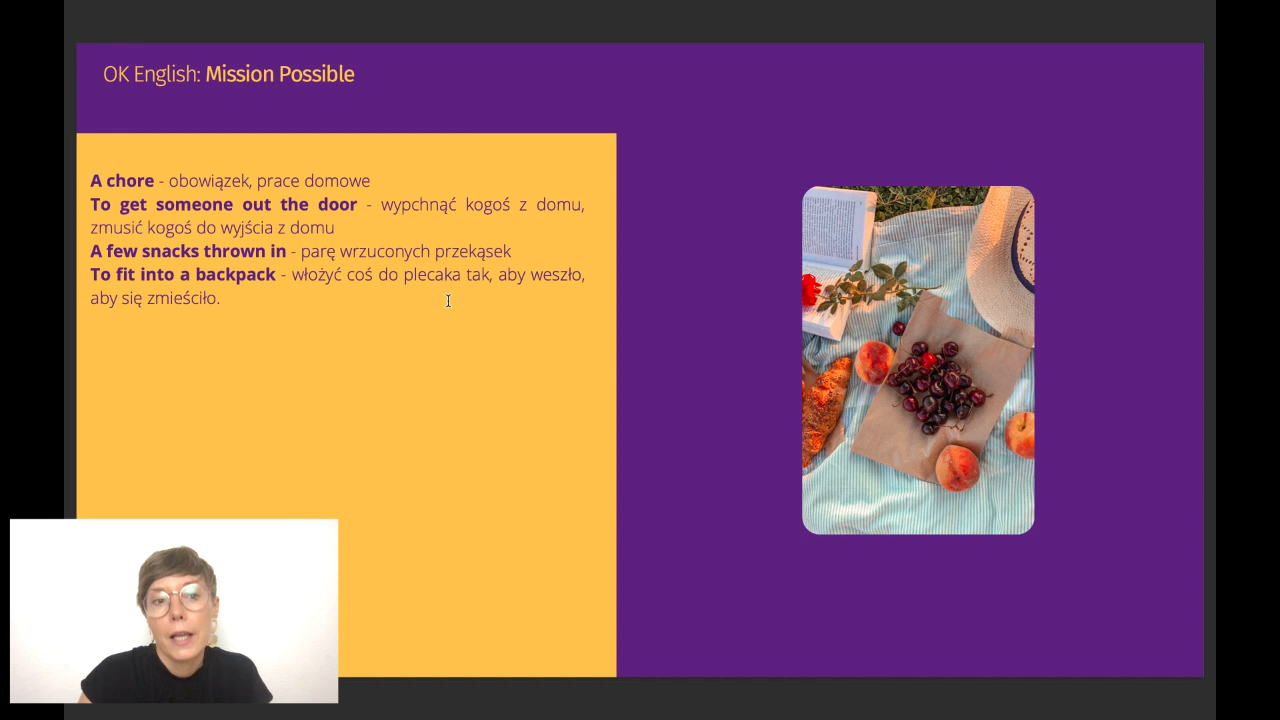 OK English: Mission Possible
A chore - obowiązek, prace domowe
To get someone out the door - wypchnąć kogoś z domu,
zmusić kogoś do wyjścia z domu
A few snacks thrown in - parę wrzuconych przekąsek
To fit into a backpack - włożyć coś do plecaka tak, aby weszło,
aby się zmieściło.